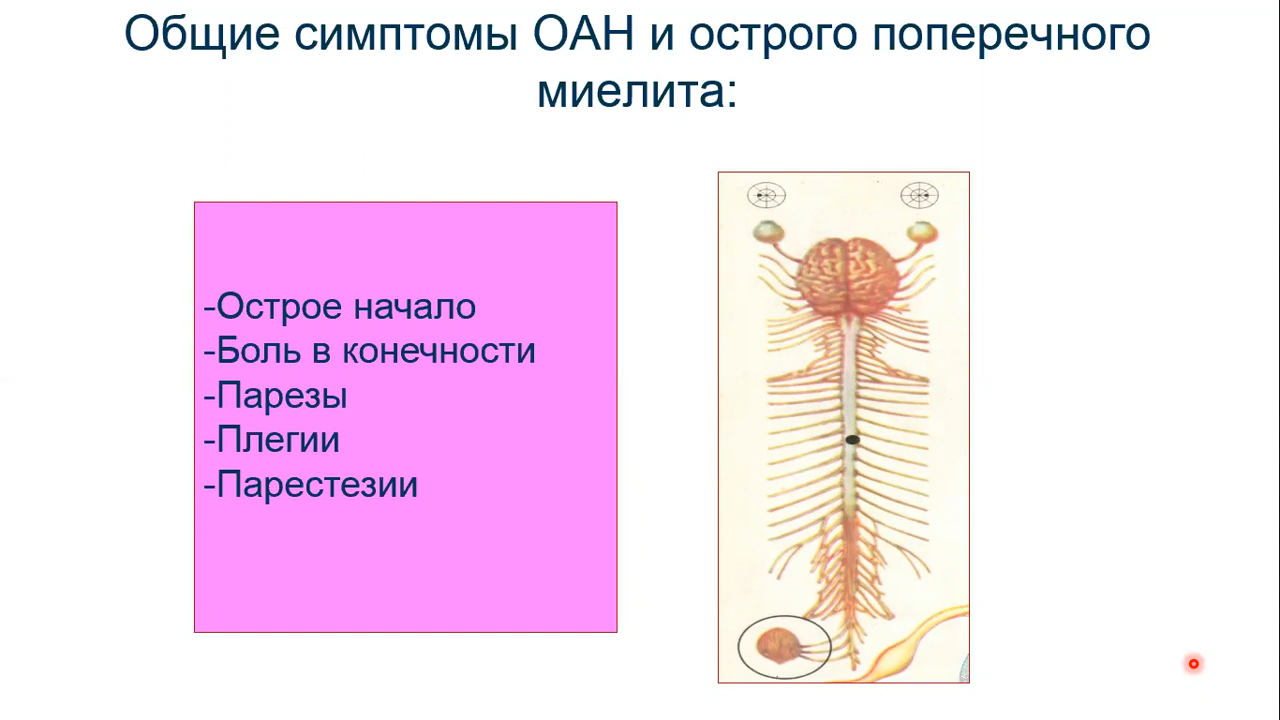 Общие симптомы ОАН и острого поперечного
миелита:
-Острое начало
-Боль в конечности
-Парезы
-Плегии
-Парестезии